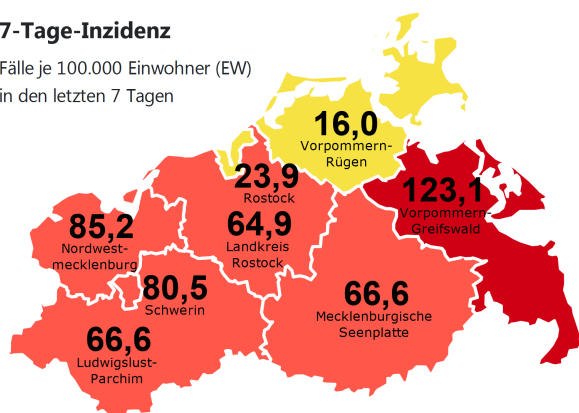 7-Tage-Inzidenz
Fälle je 100.000 Einwohner (EW)
in den letzten 7 Tagen
16,0
Vorpommern-
Rügen
23,9
Rostock
123,1
Vorpommern-
Greifswald
85,2
Nordwest-
mecklenburg
64,9
Landkreis
Rostock
80,5
Schwerin
66,6
Mecklenburgische
Seenplatte
66,6
Ludwigslust-
Parchim